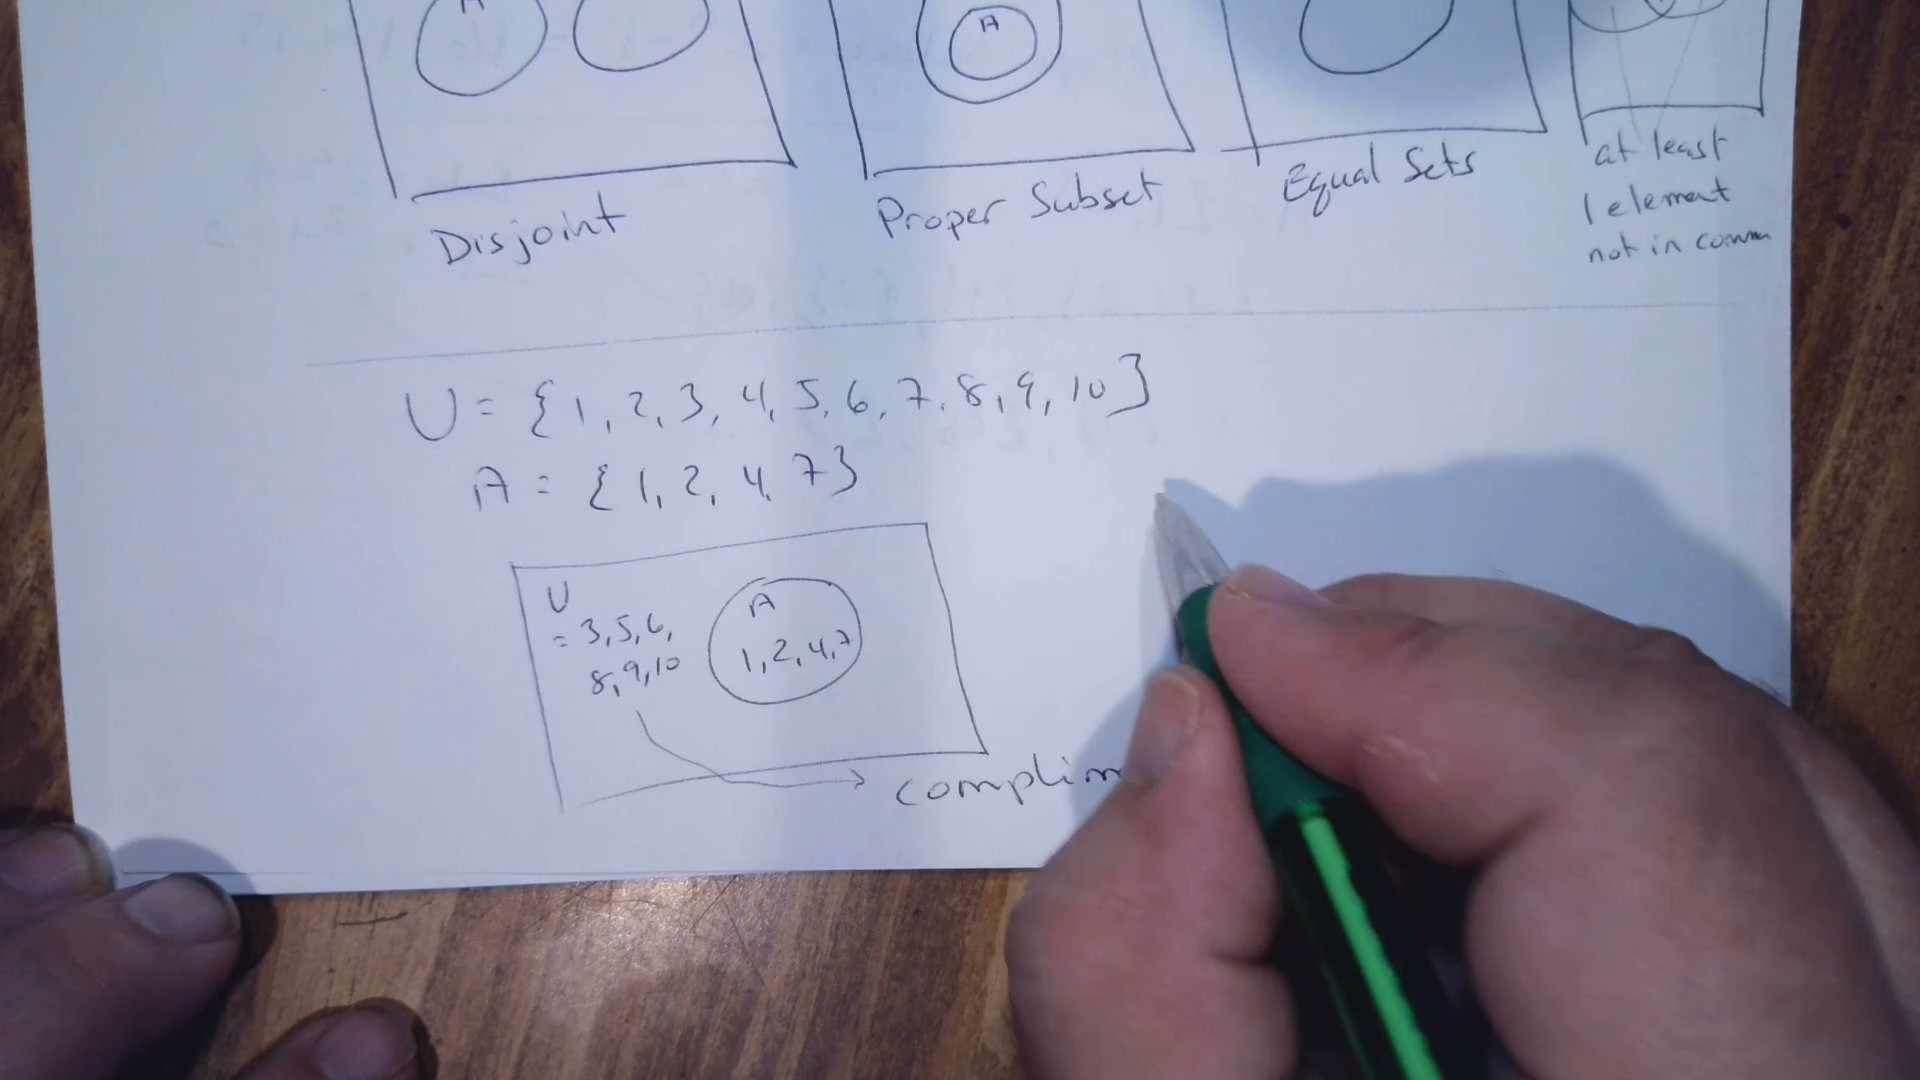 A
A
Disjoint
Proper Subset
Equal Sets
at least
1 element
not in comm
U = {1, 2, 3, 4, 5, 6, 7, 8, 9, 10}
A = {1, 2, 4, 7}
U
= 3, 5, 6,
8, 9, 10
A
1, 2, 4, 7
complim